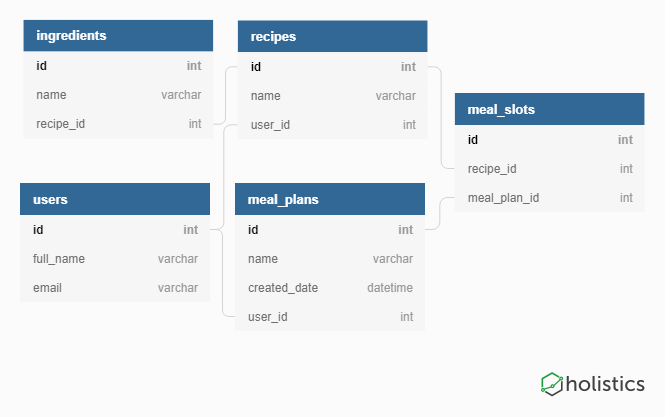 ingredients
id int
name varchar
recipe_id int
recipes
id int
name varchar
user_id int
meal_slots
id int
recipe_id int
meal_plan_id int
users
id int
full_name varchar
email varchar
meal_plans
id int
name varchar
created_date datetime
user_id int
holistics